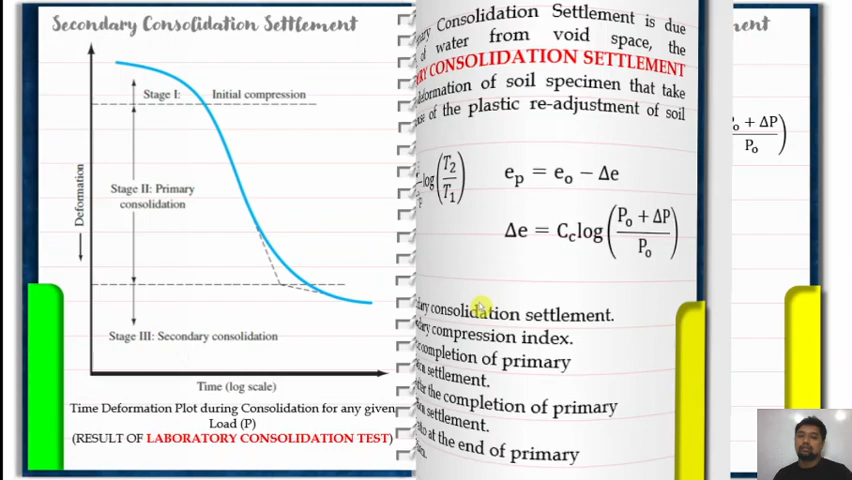 Secondary Consolidation Settlement
Stage I:
Initial compression
Deformation
Stage II: Primary
consolidation
Stage III: Secondary consolidation
Time (log scale)
Time Deformation Plot during Consolidation for any given
Load (P)
(RESULT OF LABORATORY CONSOLIDATION TEST)
Consolidation Settlement is due
of water from void space, the
CONSOLIDATION SETTLEMENT
deformation of soil specimen that take
of the plastic re-adjustment of soil
log(T₂/T₁)
eₚ = eₒ − Δe
Δe = C꜀log((Pₒ + ΔP)/Pₒ)
consolidation settlement.
compression index.
completion of primary
settlement.
the completion of primary
settlement.
at the end of primary
+ ΔP)
Pₒ